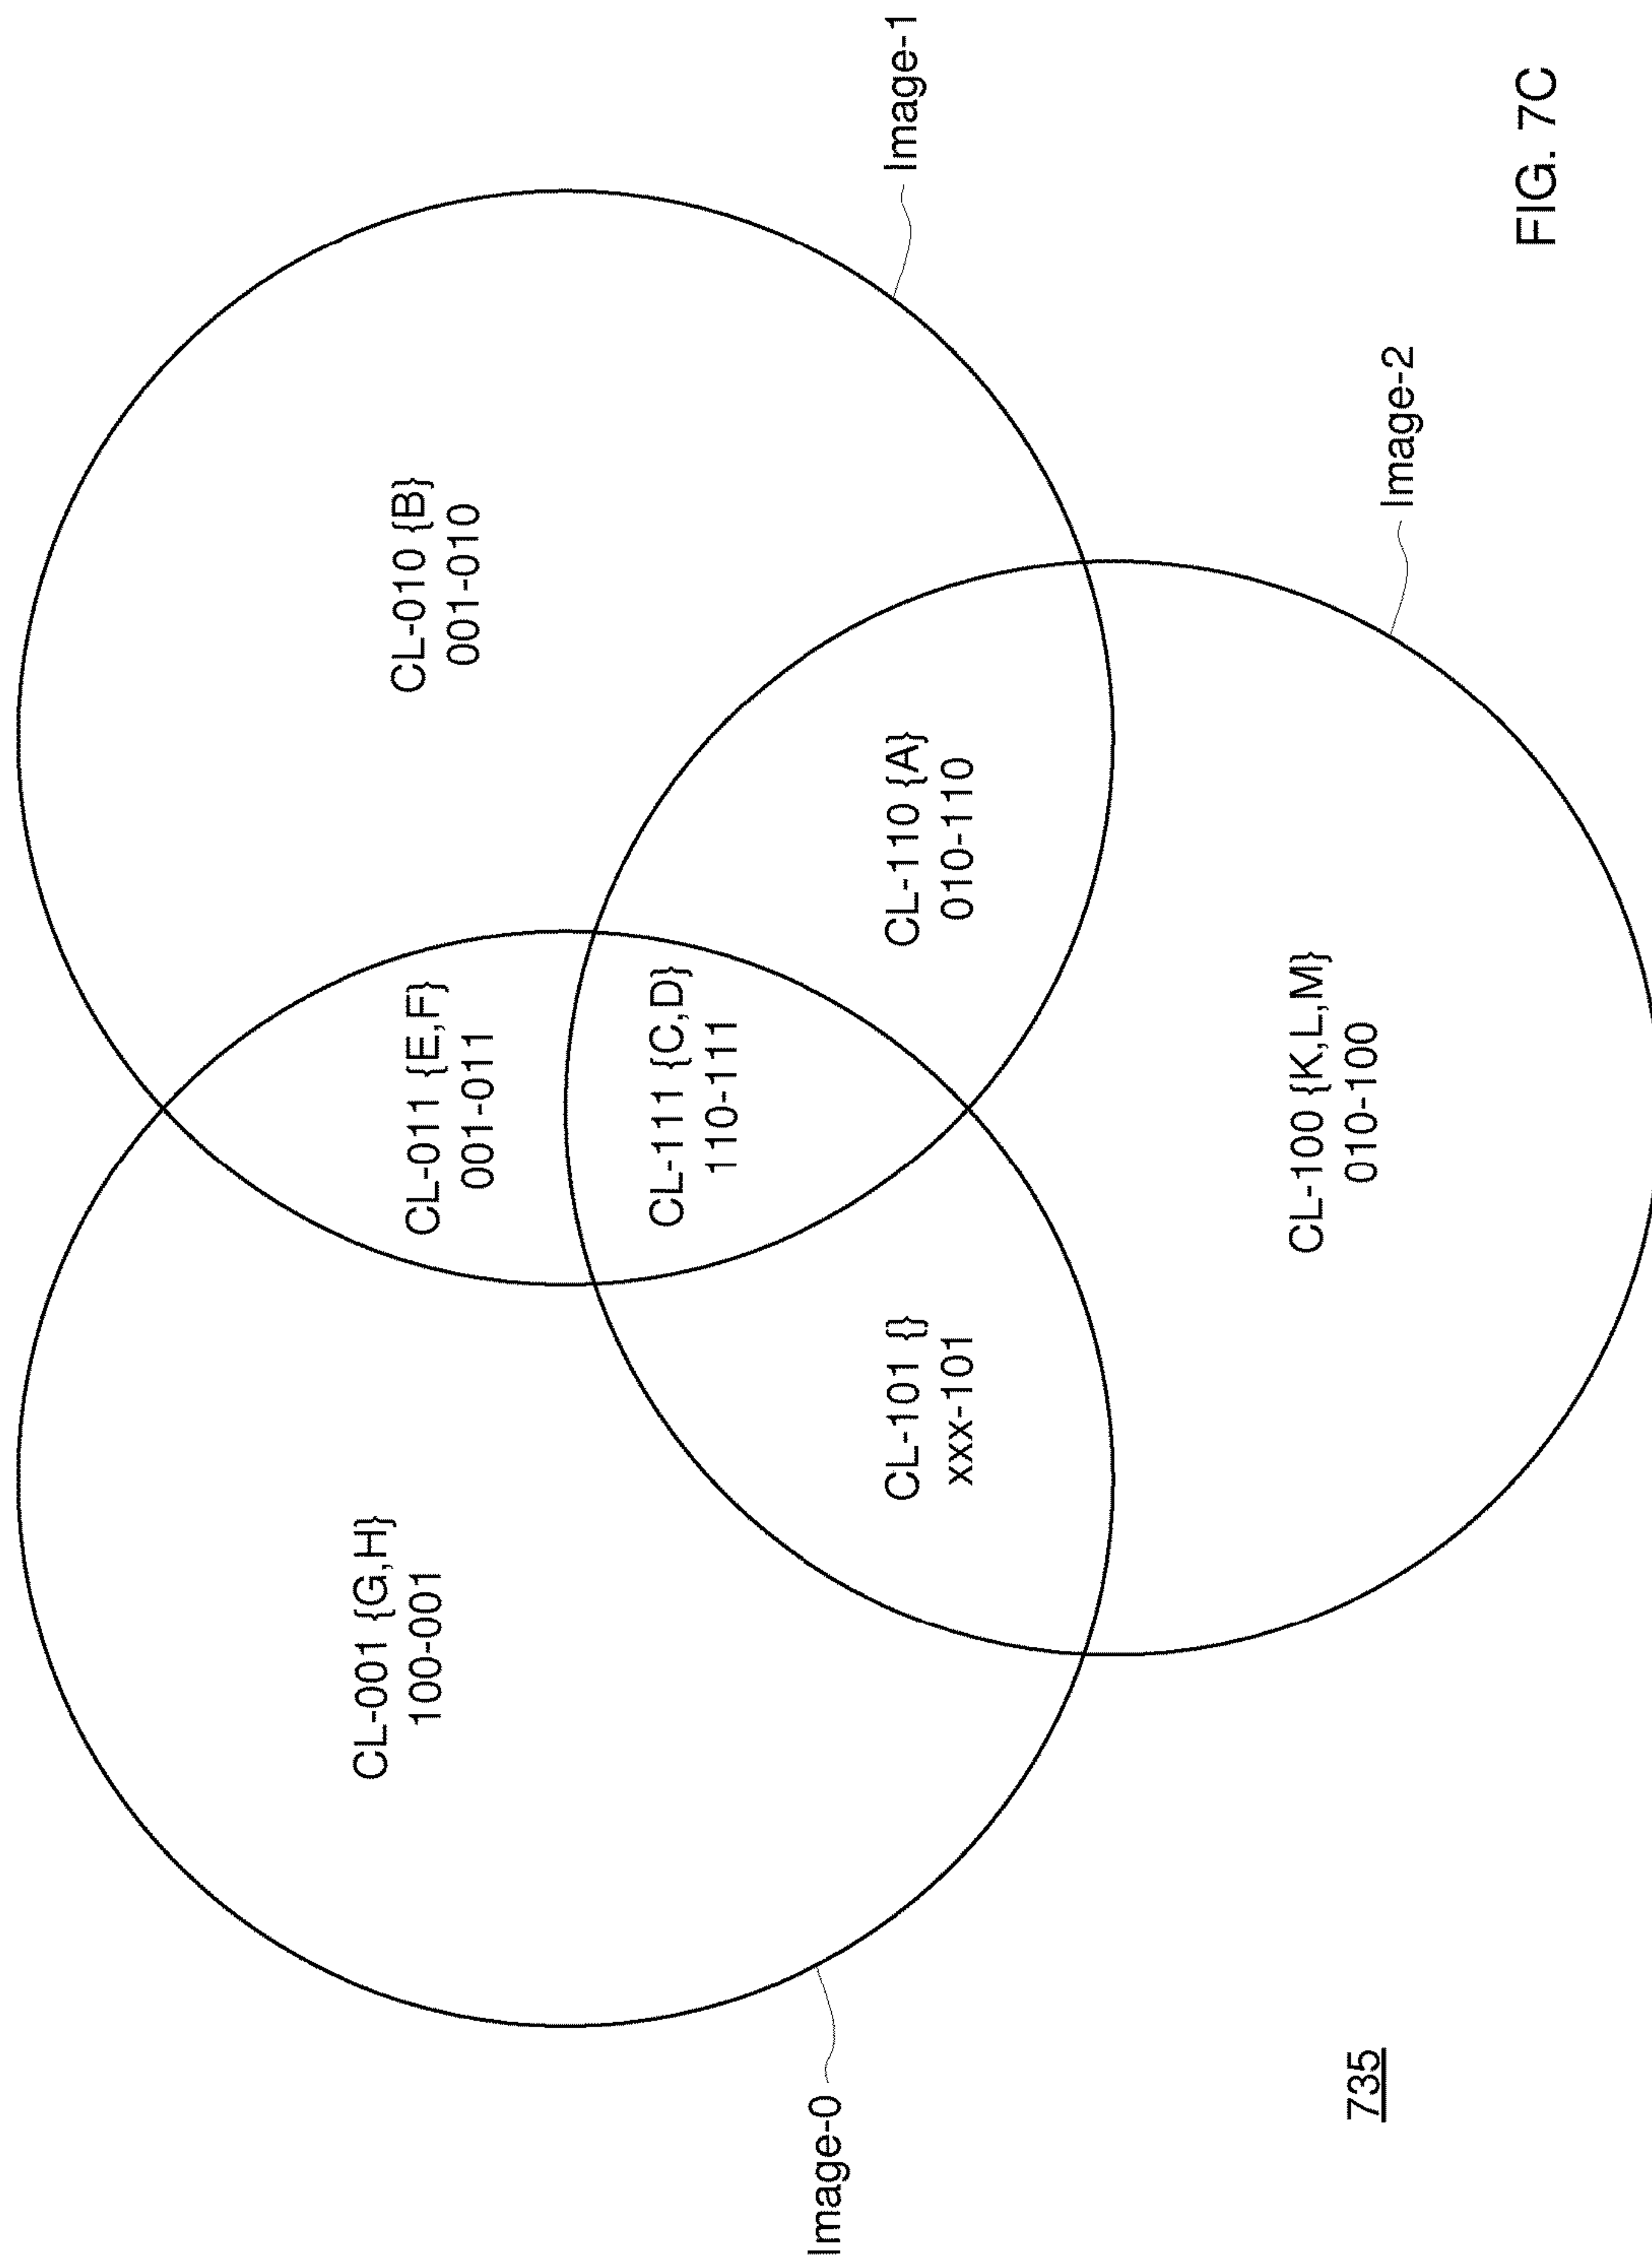 CL-001 {G,H}
100-001
CL-011 {E,F}
001-011
CL-010 {B}
001-010
CL-111 {C,D}
110-111
Image-0
CL-101 {}
xxx-101
CL-110 {A}
010-110
Image-1
CL-100 {K,L,M}
010-100
Image-2
735
FIG. 7C